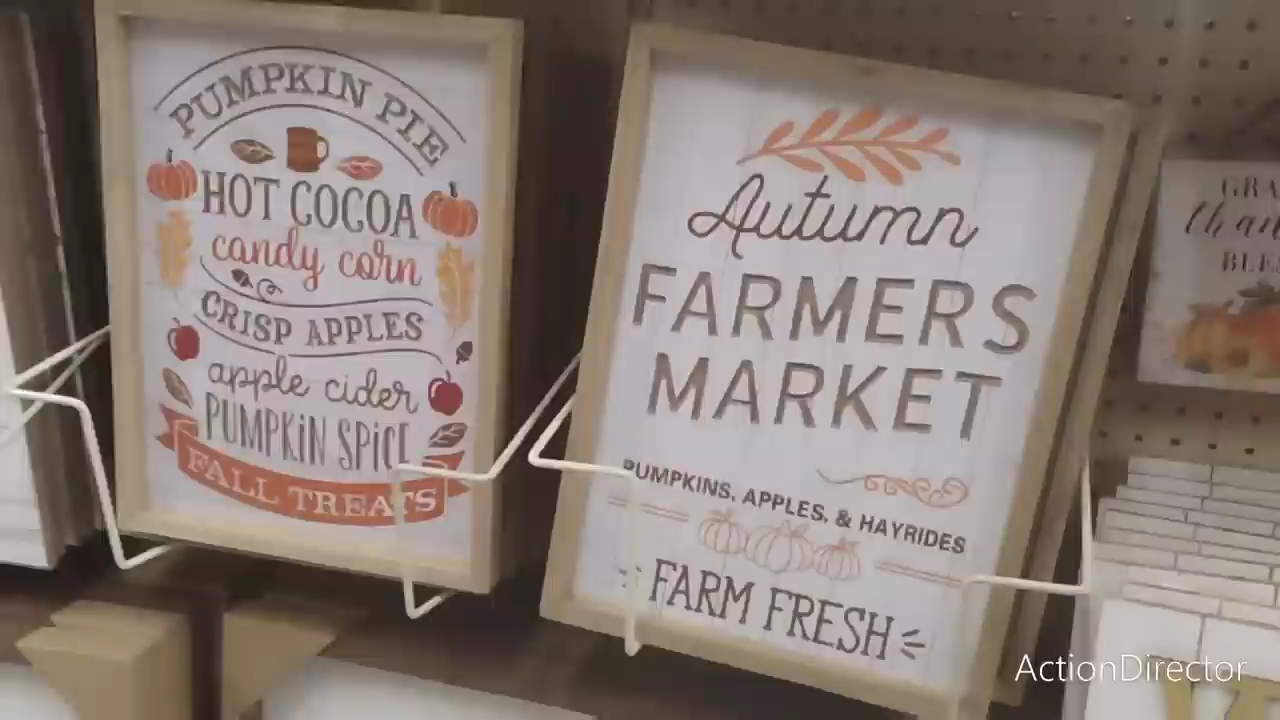 PUMPKIN PIE
HOT COCOA
candy corn
CRISP APPLES
apple cider
PUMPKIN SPICE
FALL TREATS
Autumn
FARMERS
MARKET
PUMPKINS, APPLES, & HAYRIDES
FARM FRESH
ActionDirector